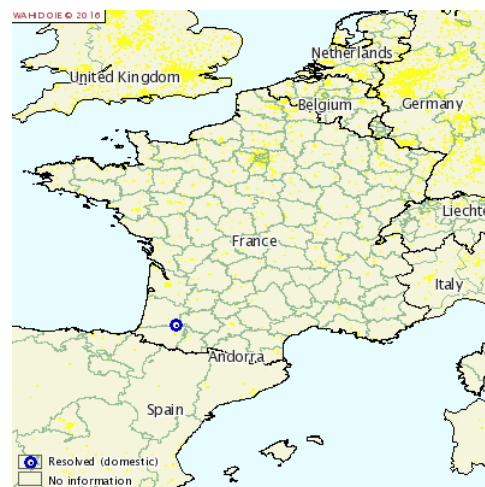 WAHID OIE © 2016
Netherlands
United Kingdom
Belgium
Germany
Liechte
France
Italy
Andorra
Spain
Resolved (domestic)
No information